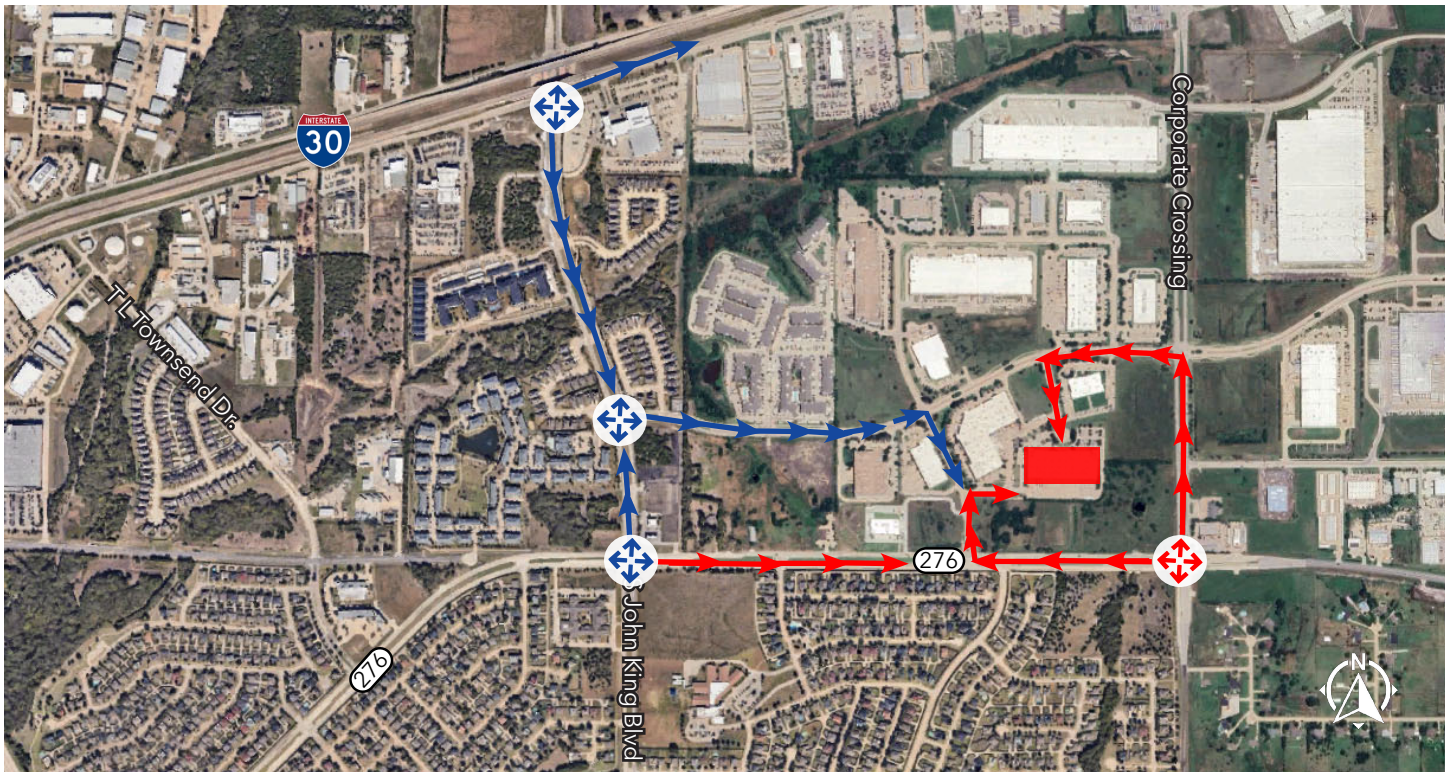 INTERSTATE
30
Corporate Crossing
T L Townsend Dr.
276
276
S John King Blvd
N